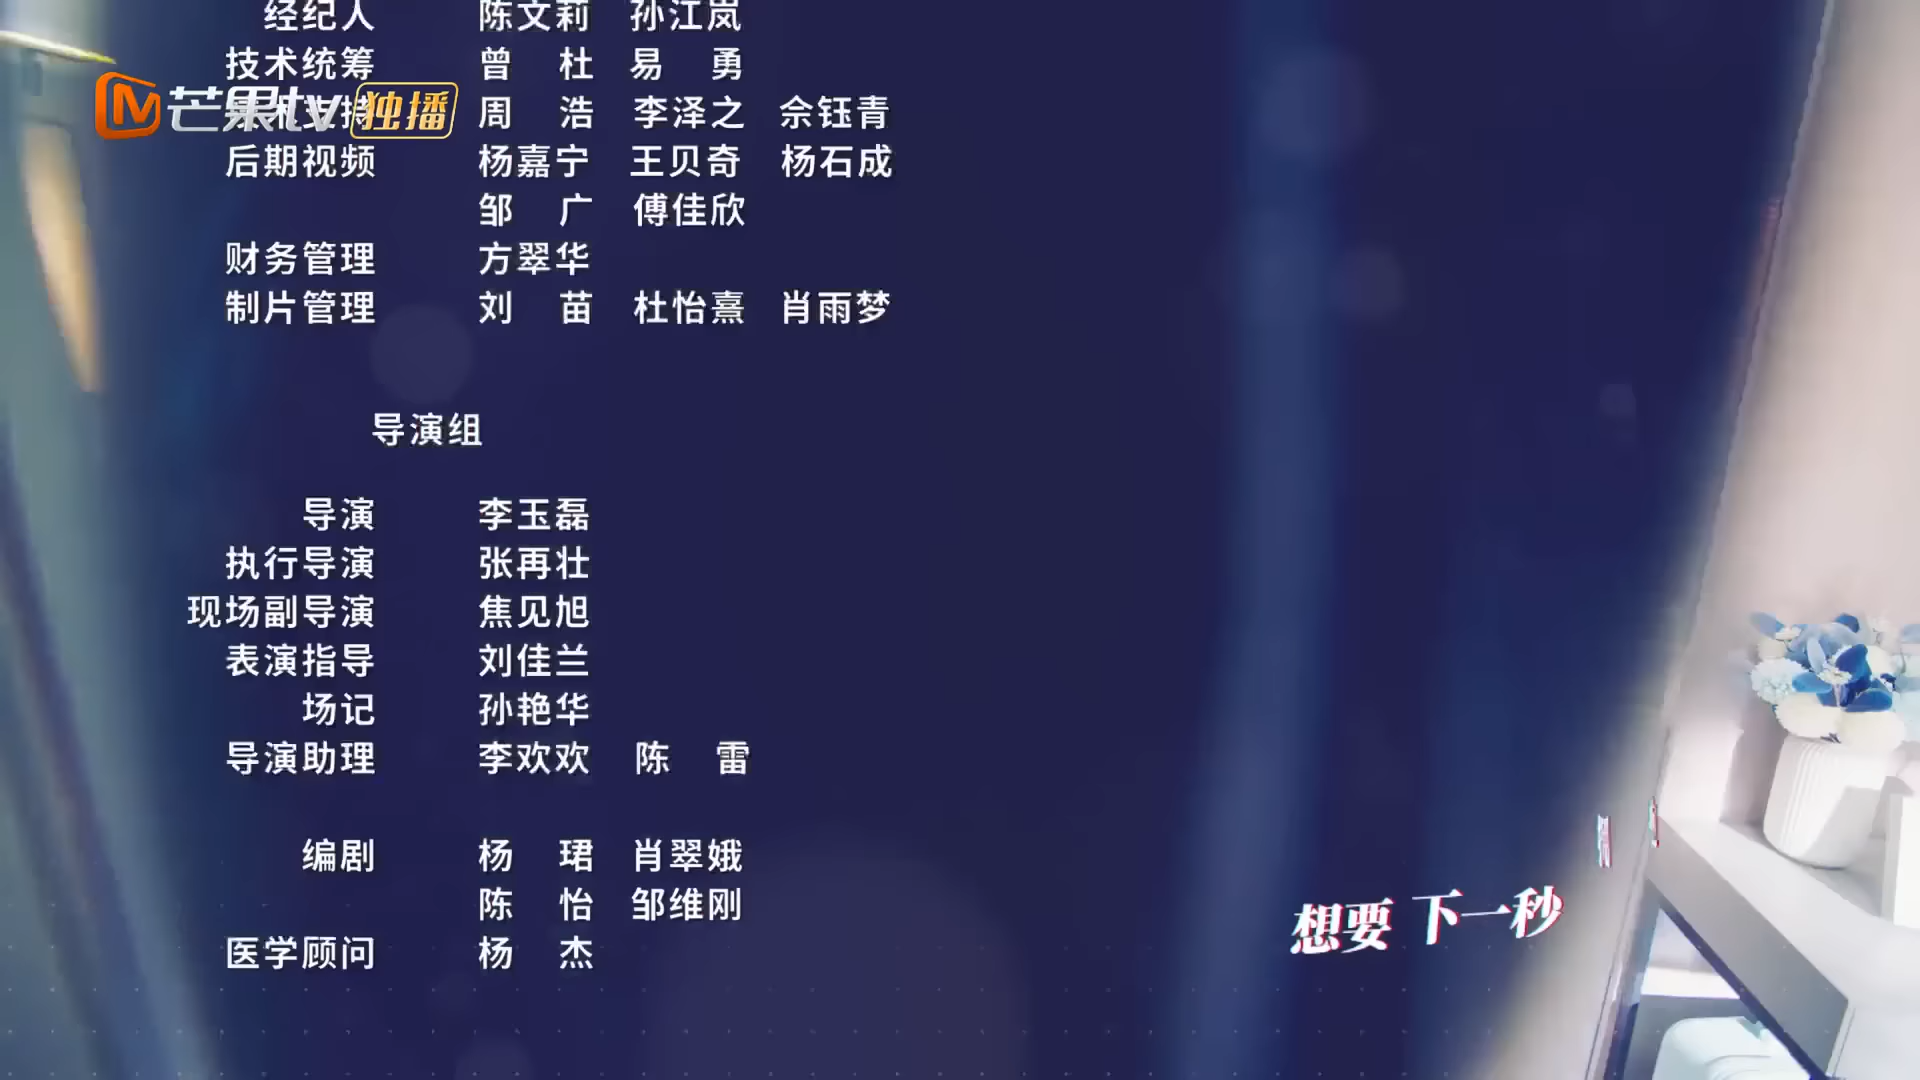 经纪人 陈文莉 孙江岚
技术统筹 曾杜 易勇
芒果tv 独播
支持 周浩 李泽之 佘钰青
后期视频 杨嘉宁 王贝奇 杨石成
邹广 傅佳欣
财务管理 方翠华
制片管理 刘苗 杜怡熹 肖雨梦
导演组
导演 李玉磊
执行导演 张再壮
现场副导演 焦见旭
表演指导 刘佳兰
场记 孙艳华
导演助理 李欢欢 陈雷
编剧 杨珺 肖翠娥
陈怡 邹维刚
医学顾问 杨杰
想要 下一秒